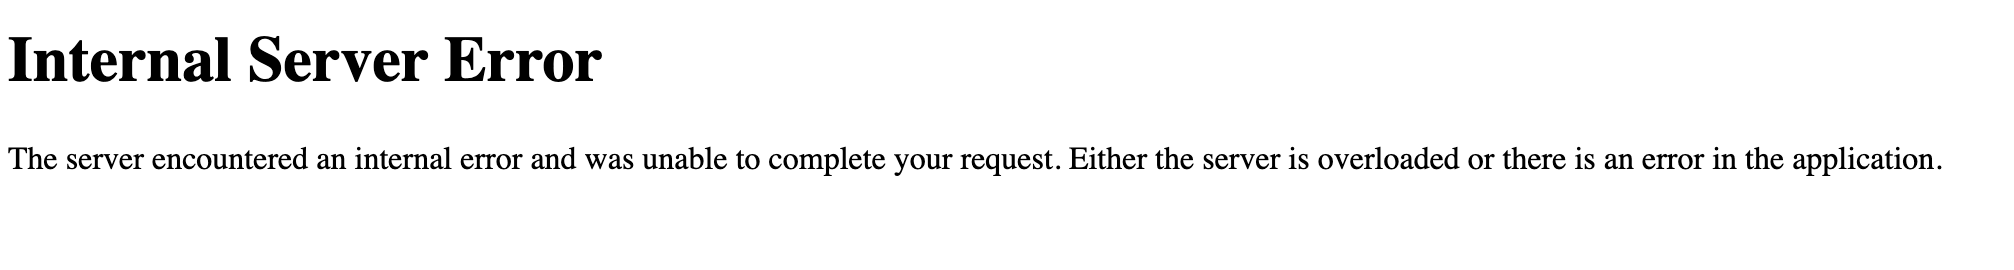 Internal Server Error
The server encountered an internal error and was unable to complete your request. Either the server is overloaded or there is an error in the application.